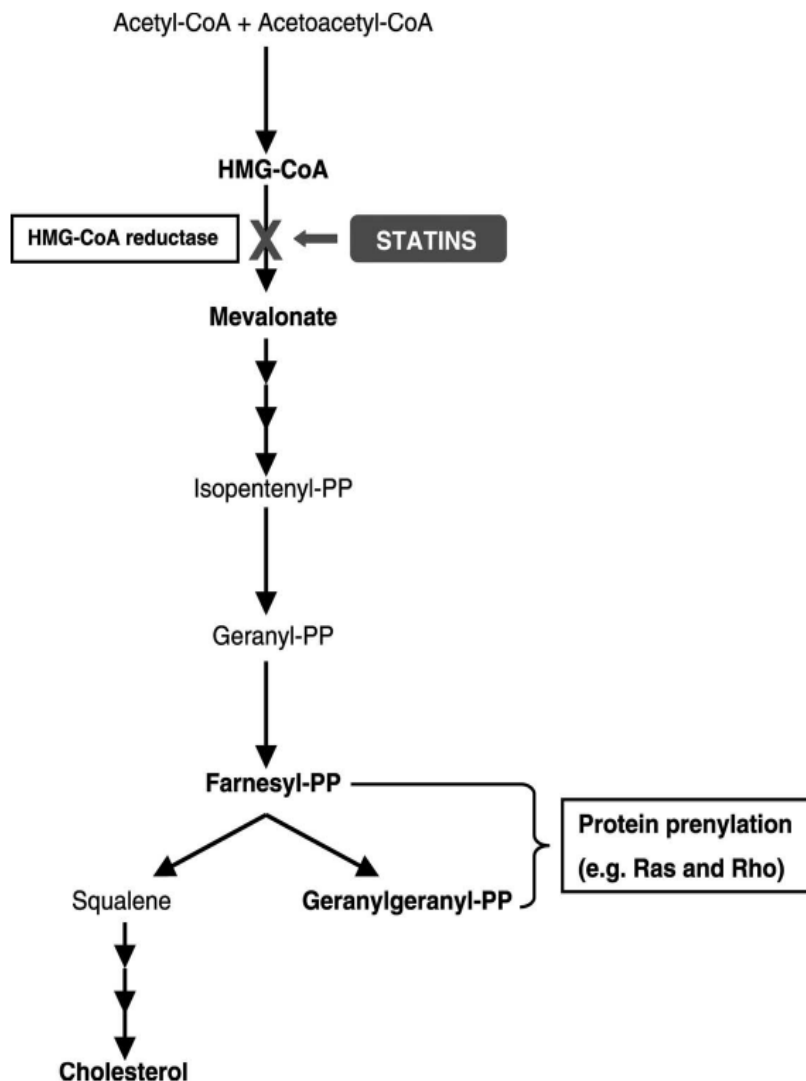 Acetyl-CoA + Acetoacetyl-CoA
HMG-CoA
HMG-CoA reductase
X
STATINS
Mevalonate
Isopentenyl-PP
Geranyl-PP
Farnesyl-PP
Protein prenylation
(e.g. Ras and Rho)
Squalene
Geranylgeranyl-PP
Cholesterol